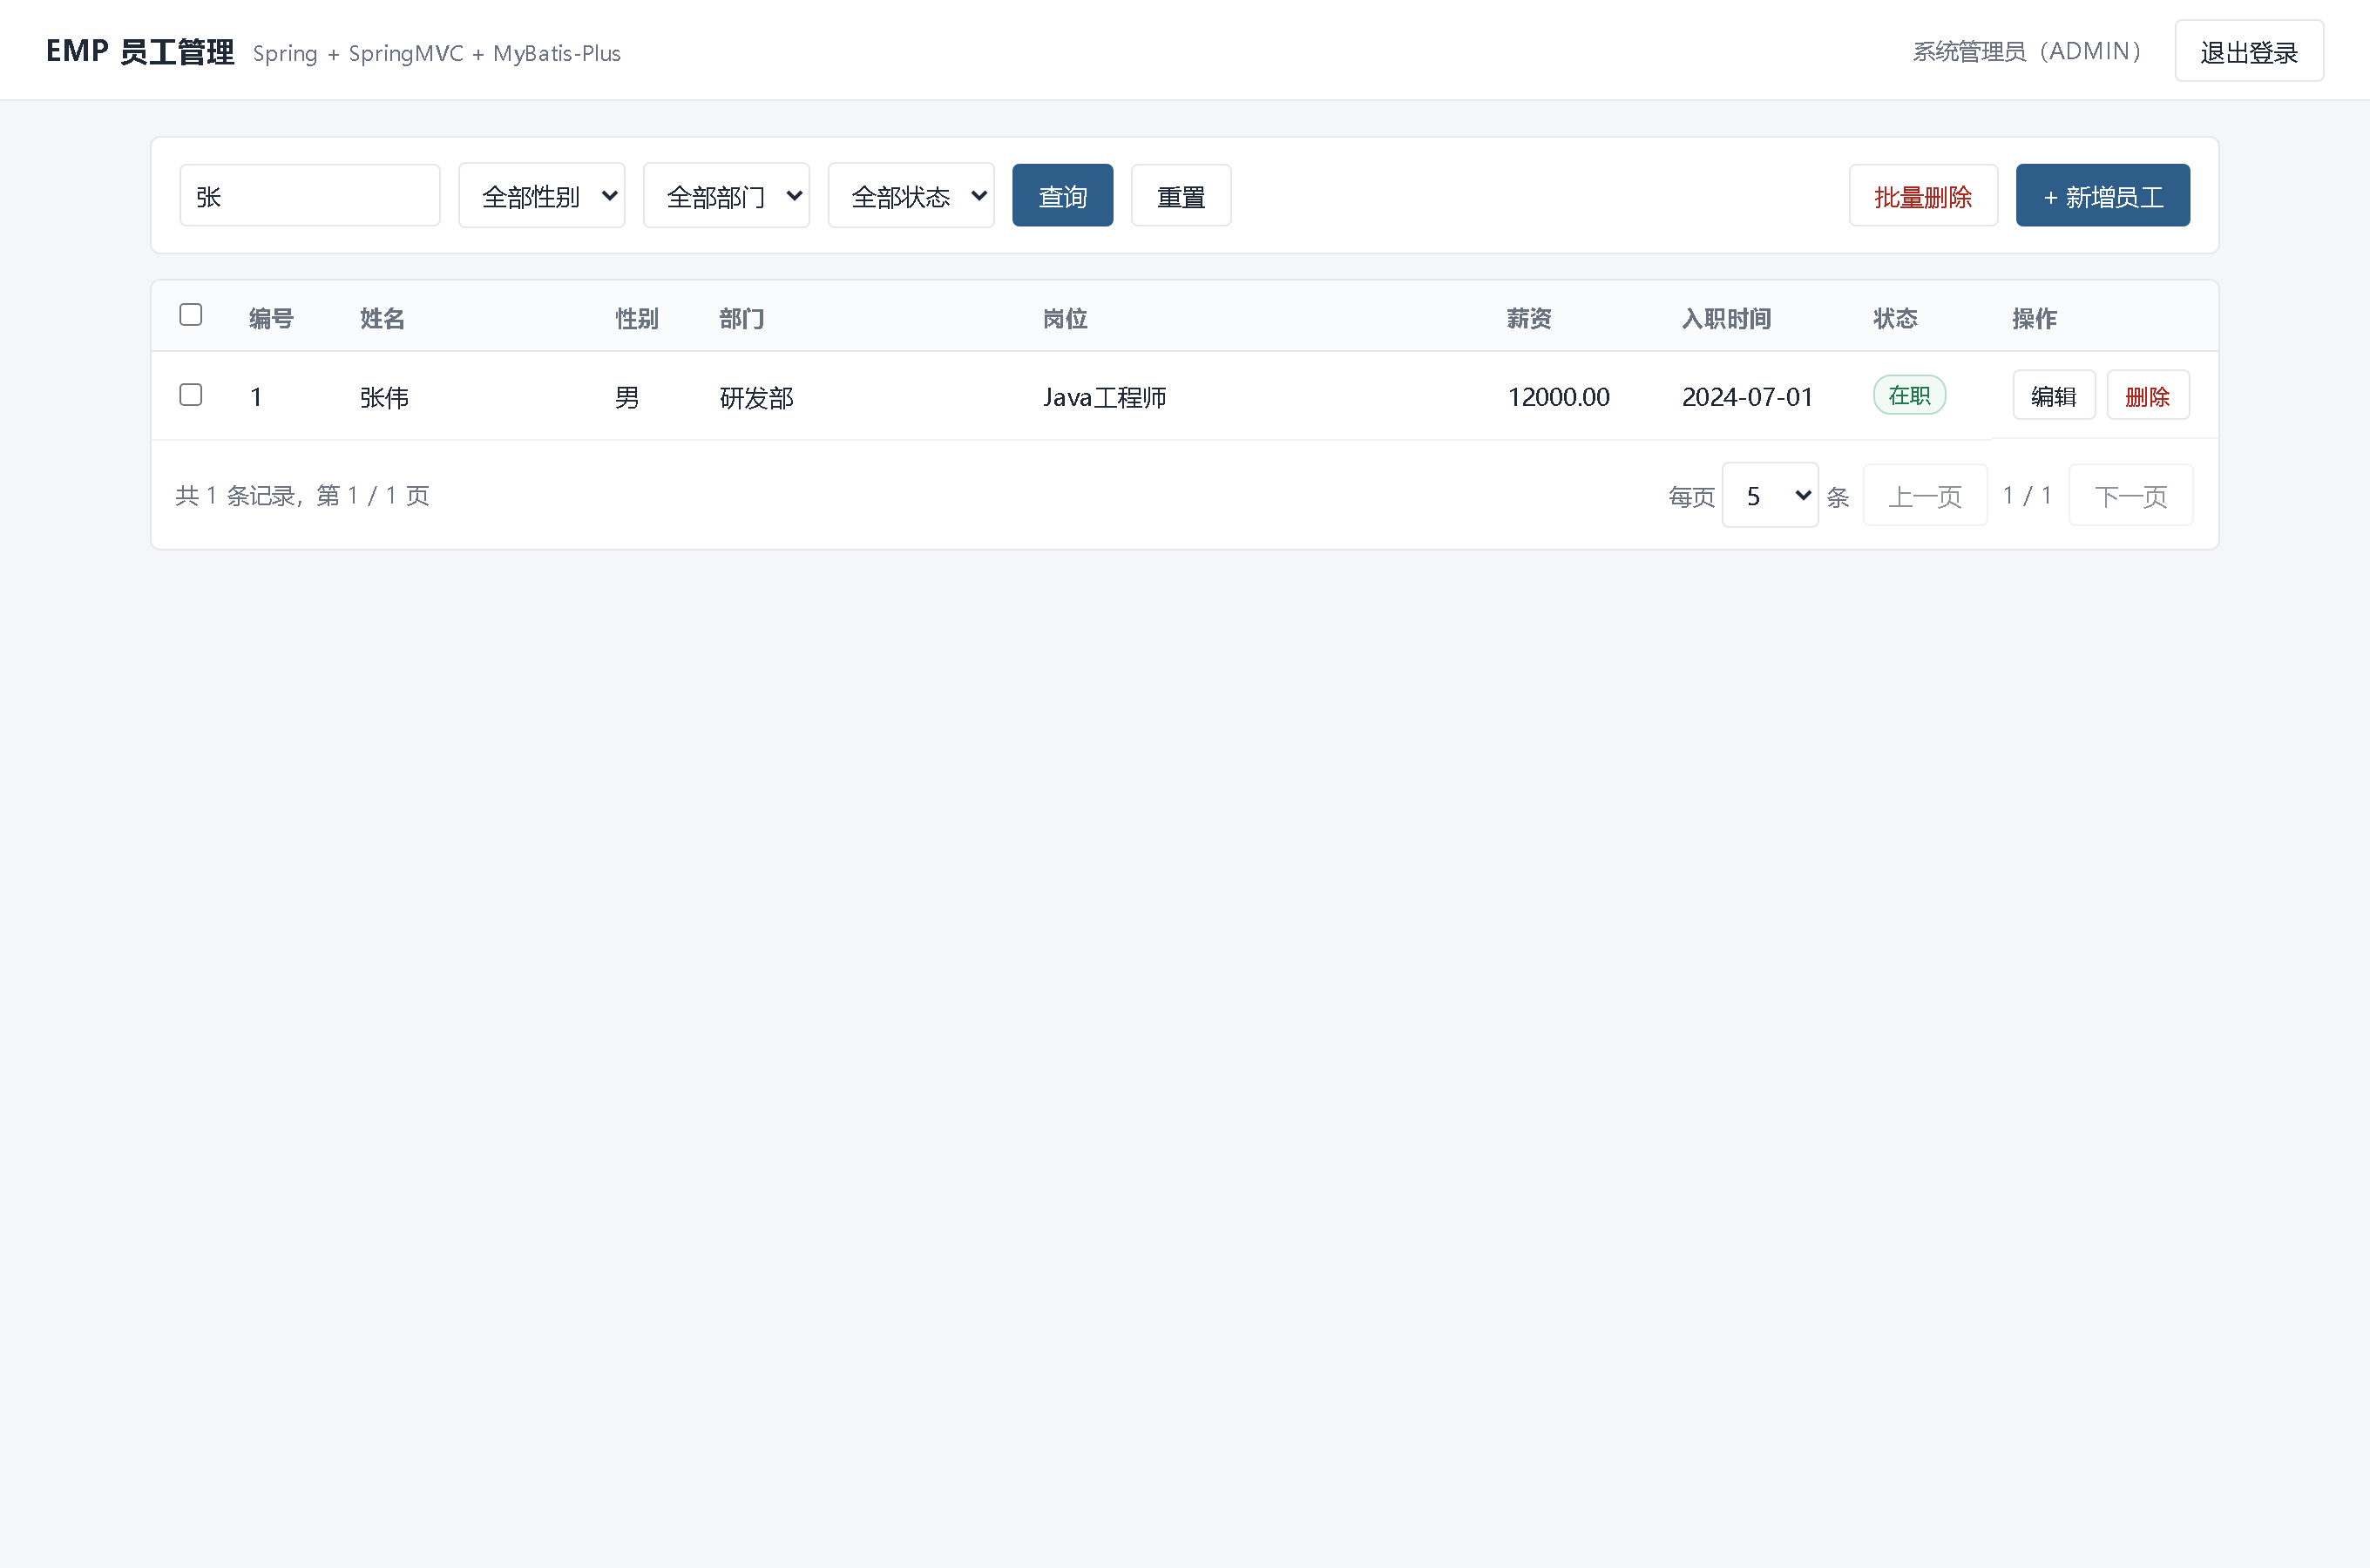 EMP 员工管理 Spring + SpringMVC + MyBatis-Plus 系统管理员（ADMIN） 退出登录
张 全部性别 全部部门 全部状态 查询 重置 批量删除 + 新增员工
编号 姓名 性别 部门 岗位 薪资 入职时间 状态 操作
1 张伟 男 研发部 Java工程师 12000.00 2024-07-01 在职 编辑 删除
共 1 条记录，第 1 / 1 页 每页 5 条 上一页 1 / 1 下一页